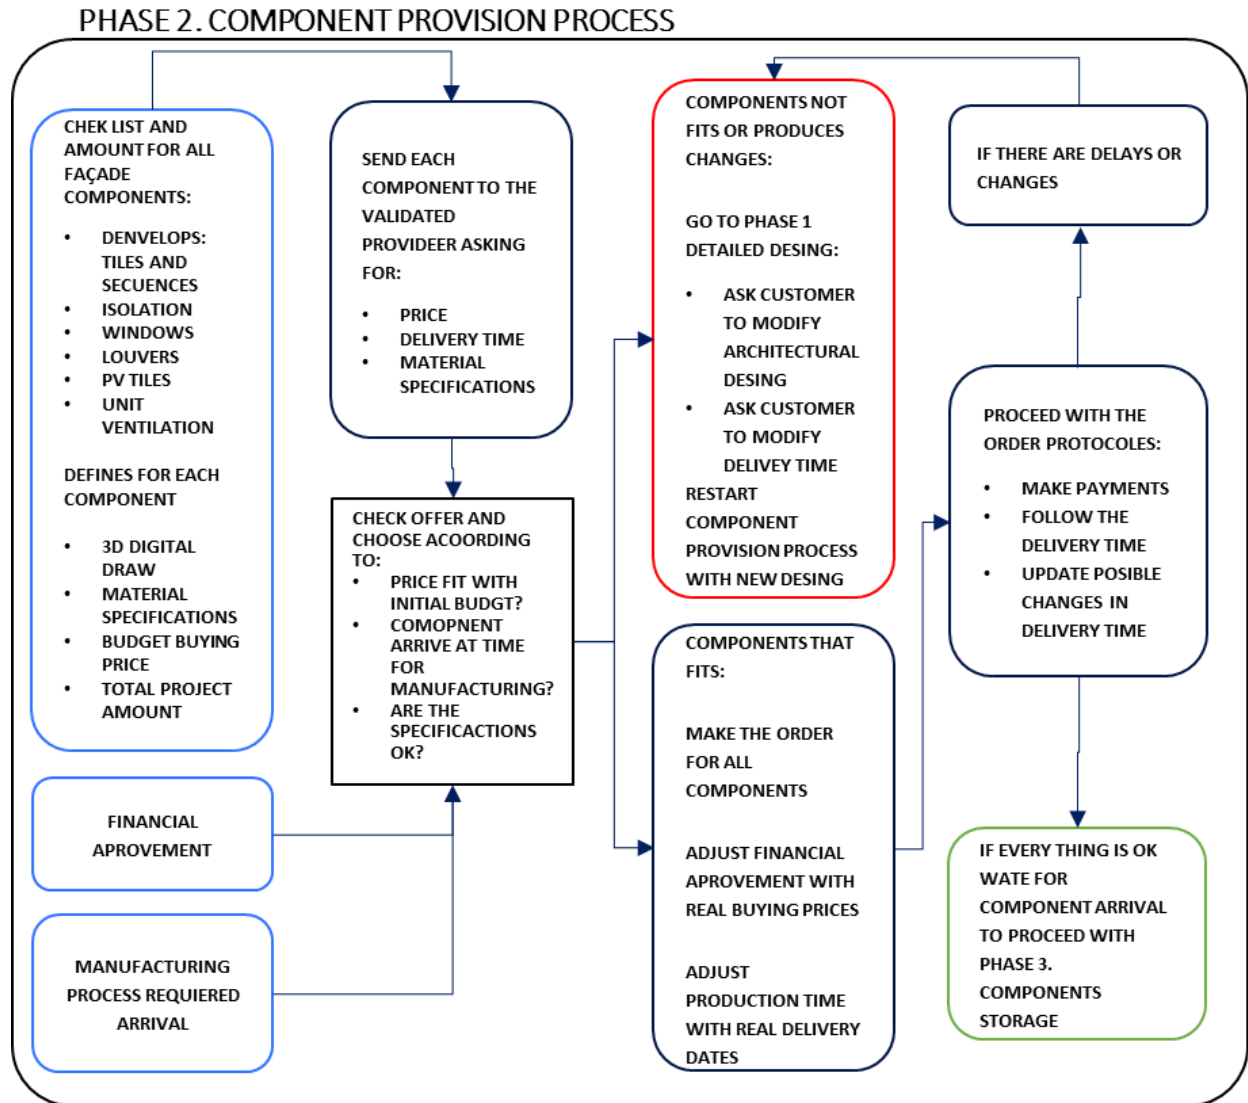 PHASE 2. COMPONENT PROVISION PROCESS
CHEK LIST AND
AMOUNT FOR ALL
FAÇADE
COMPONENTS:
• DENVELOPS:
TILES AND
SECUENCES
• ISOLATION
• WINDOWS
• LOUVERS
• PV TILES
• UNIT
VENTILATION
DEFINES FOR EACH
COMPONENT
• 3D DIGITAL
DRAW
• MATERIAL
SPECIFICATIONS
• BUDGET BUYING
PRICE
• TOTAL PROJECT
AMOUNT
FINANCIAL
APROVEMENT
MANUFACTURING
PROCESS REQUIERED
ARRIVAL
SEND EACH
COMPONENT TO THE
VALIDATED
PROVIDEER ASKING
FOR:
• PRICE
• DELIVERY TIME
• MATERIAL
SPECIFICATIONS
CHECK OFFER AND
CHOOSE ACOORDING
TO:
• PRICE FIT WITH
INITIAL BUDGT?
• COMOPNENT
ARRIVE AT TIME
FOR
MANUFACTURING?
• ARE THE
SPECIFICACTIONS
OK?
COMPONENTS NOT
FITS OR PRODUCES
CHANGES:
GO TO PHASE 1
DETAILED DESING:
• ASK CUSTOMER
TO MODIFY
ARCHITECTURAL
DESING
• ASK CUSTOMER
TO MODIFY
DELIVEY TIME
RESTART
COMPONENT
PROVISION PROCESS
WITH NEW DESING
COMPONENTS THAT
FITS:
MAKE THE ORDER
FOR ALL
COMPONENTS
ADJUST FINANCIAL
APROVEMENT WITH
REAL BUYING PRICES
ADJUST
PRODUCTION TIME
WITH REAL DELIVERY
DATES
IF THERE ARE DELAYS OR
CHANGES
PROCEED WITH THE
ORDER PROTOCOLES:
• MAKE PAYMENTS
• FOLLOW THE
DELIVERY TIME
• UPDATE POSIBLE
CHANGES IN
DELIVERY TIME
IF EVERY THING IS OK
WATE FOR
COMPONENT ARRIVAL
TO PROCEED WITH
PHASE 3.
COMPONENTS
STORAGE